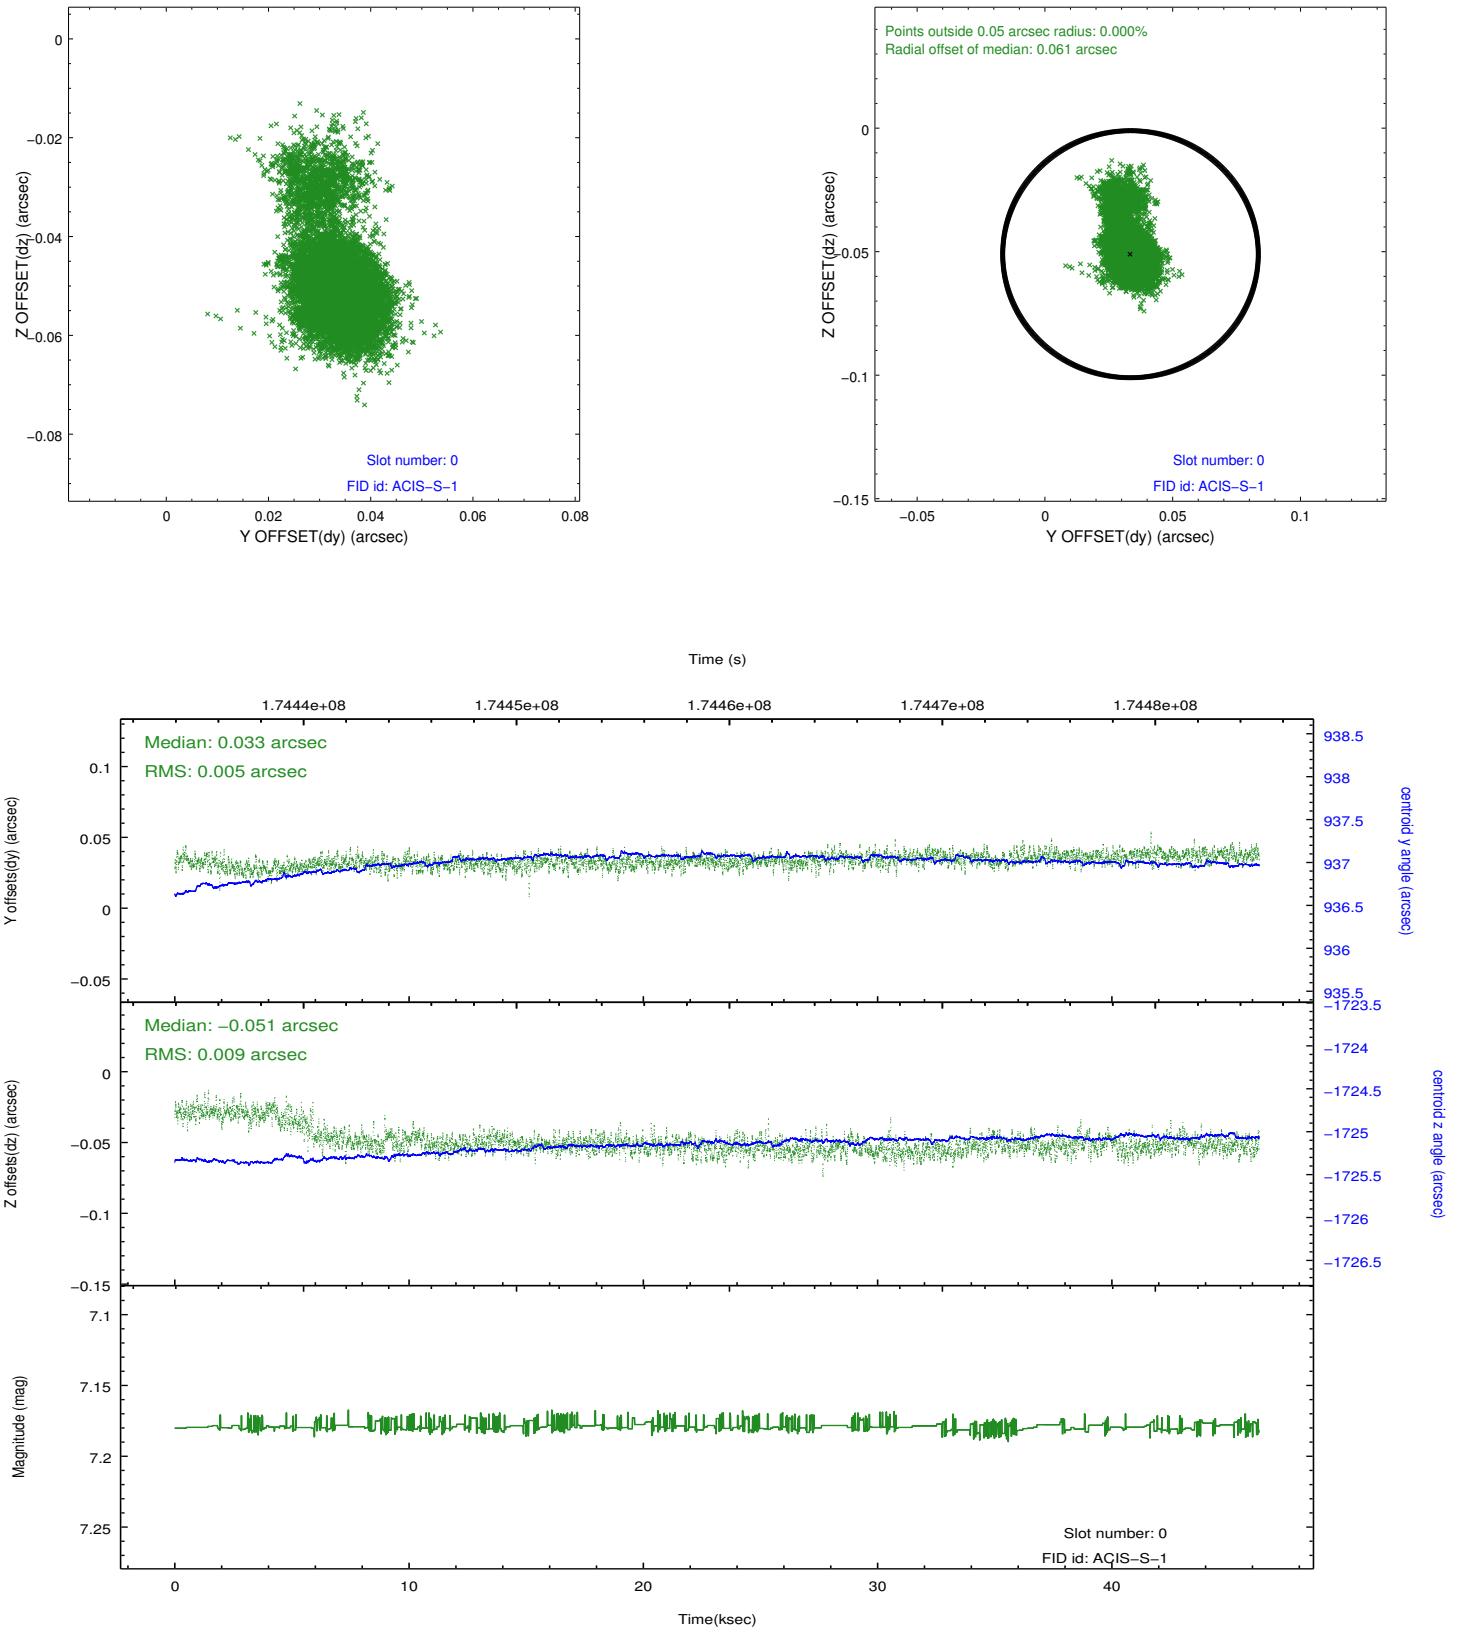 0
−0.02
−0.04
−0.06
−0.08
Z OFFSET(dz) (arcsec)
Slot number: 0
FID id: ACIS−S−1
0 0.02 0.04 0.06 0.08
Y OFFSET(dy) (arcsec)
Points outside 0.05 arcsec radius: 0.000%
Radial offset of median: 0.061 arcsec
0
−0.05
−0.1
−0.15
Z OFFSET(dz) (arcsec)
Slot number: 0
FID id: ACIS−S−1
−0.05 0 0.05 0.1
Y OFFSET(dy) (arcsec)
Time (s)
1.7444e+08 1.7445e+08 1.7446e+08 1.7447e+08 1.7448e+08
Median: 0.033 arcsec
RMS: 0.005 arcsec
0.1
0.05
0
−0.05
Y offsets(dy) (arcsec)
938.5
938
937.5
937
936.5
936
935.5
centroid y angle (arcsec)
Median: −0.051 arcsec
RMS: 0.009 arcsec
0
−0.05
−0.1
−0.15
Z offsets(dz) (arcsec)
−1723.5
−1724
−1724.5
−1725
−1725.5
−1726
−1726.5
centroid z angle (arcsec)
7.1
7.15
7.2
7.25
Magnitude (mag)
Slot number: 0
FID id: ACIS−S−1
0 10 20 30 40
Time(ksec)